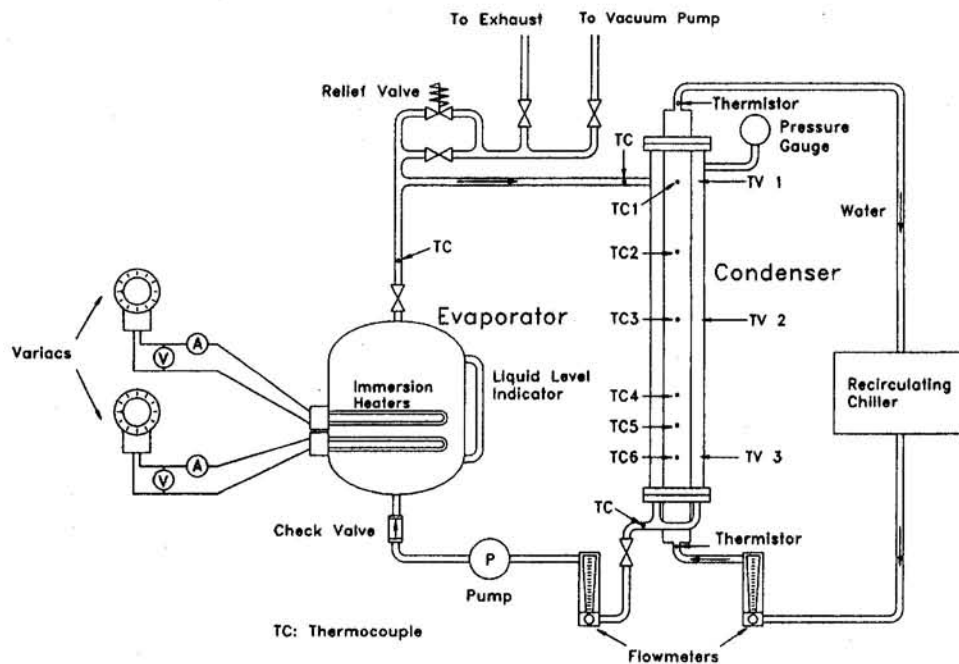 To Exhaust
To Vacuum Pump
Relief Valve
Thermistor
Pressure
Gauge
TC
TC1
TV 1
Water
TC2
TC
Condenser
Evaporator
TC3
TV 2
Variacs
A
V
Immersion
Heaters
Liquid Level
Indicator
Recirculating
Chiller
TC4
TC5
A
V
TC6
TV 3
TC
Check Valve
Thermistor
P
Pump
TC: Thermocouple
Flowmeters